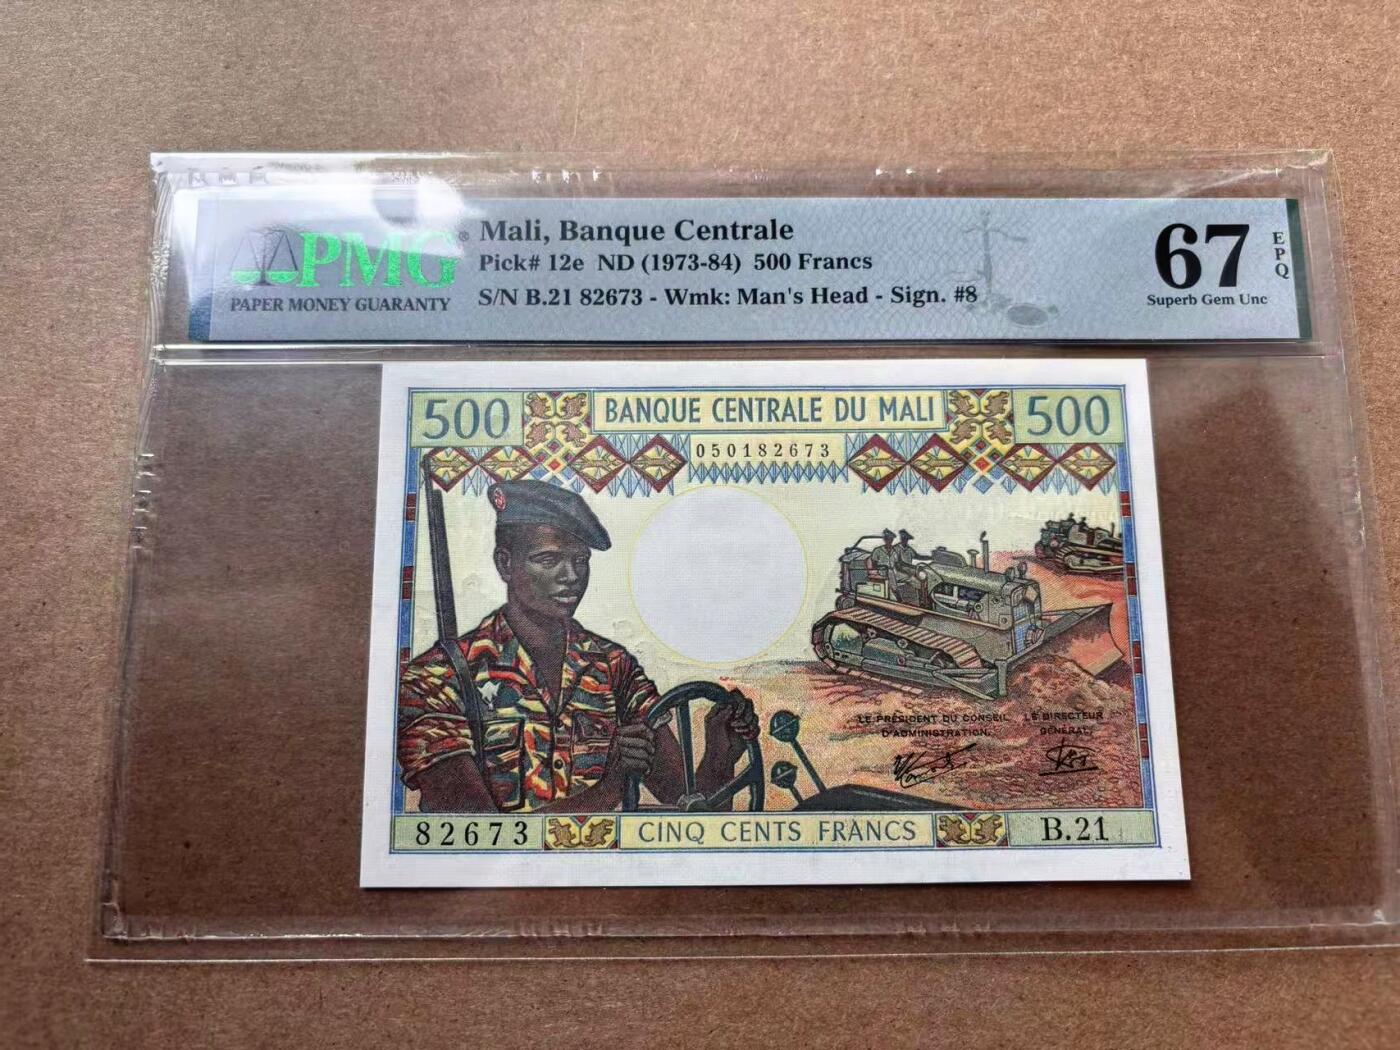 PMG®
PAPER MONEY GUARANTY
Mali, Banque Centrale
Pick# 12e ND (1973-84) 500 Francs
S/N B.21 82673 - Wmk: Man's Head - Sign. #8
67 EPQ
Superb Gem Unc
500 BANQUE CENTRALE DU MALI 500
050182673
LE PRÉSIDENT DU CONSEIL D'ADMINISTRATION,
LE DIRECTEUR GÉNÉRAL,
82673 CINQ CENTS FRANCS B.21